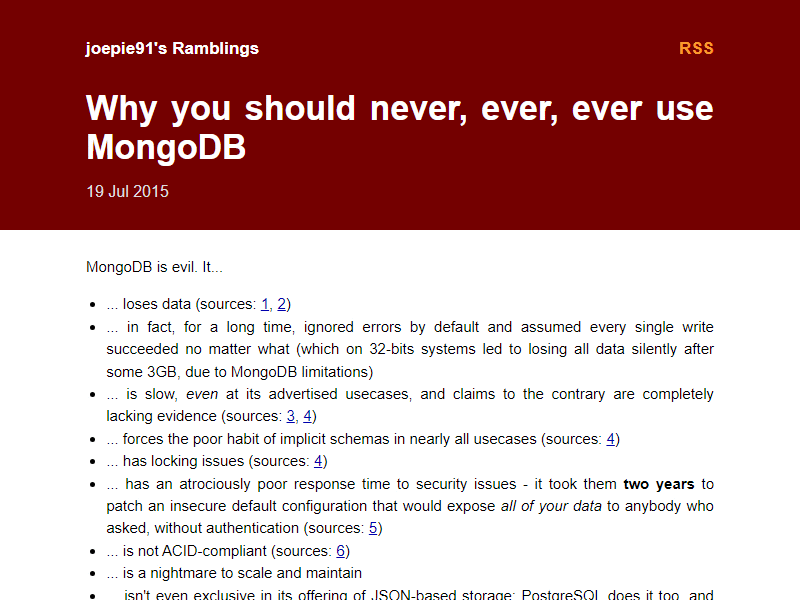 joepie91's Ramblings RSS
Why you should never, ever, ever use
MongoDB
19 Jul 2015
MongoDB is evil. It...
• ... loses data (sources: 1, 2)
• ... in fact, for a long time, ignored errors by default and assumed every single write
succeeded no matter what (which on 32-bits systems led to losing all data silently after
some 3GB, due to MongoDB limitations)
• ... is slow, even at its advertised usecases, and claims to the contrary are completely
lacking evidence (sources: 3, 4)
• ... forces the poor habit of implicit schemas in nearly all usecases (sources: 4)
• ... has locking issues (sources: 4)
• ... has an atrociously poor response time to security issues - it took them two years to
patch an insecure default configuration that would expose all of your data to anybody who
asked, without authentication (sources: 5)
• ... is not ACID-compliant (sources: 6)
• ... is a nightmare to scale and maintain
• ... isn't even exclusive in its offering of JSON-based storage; PostgreSQL does it too, and